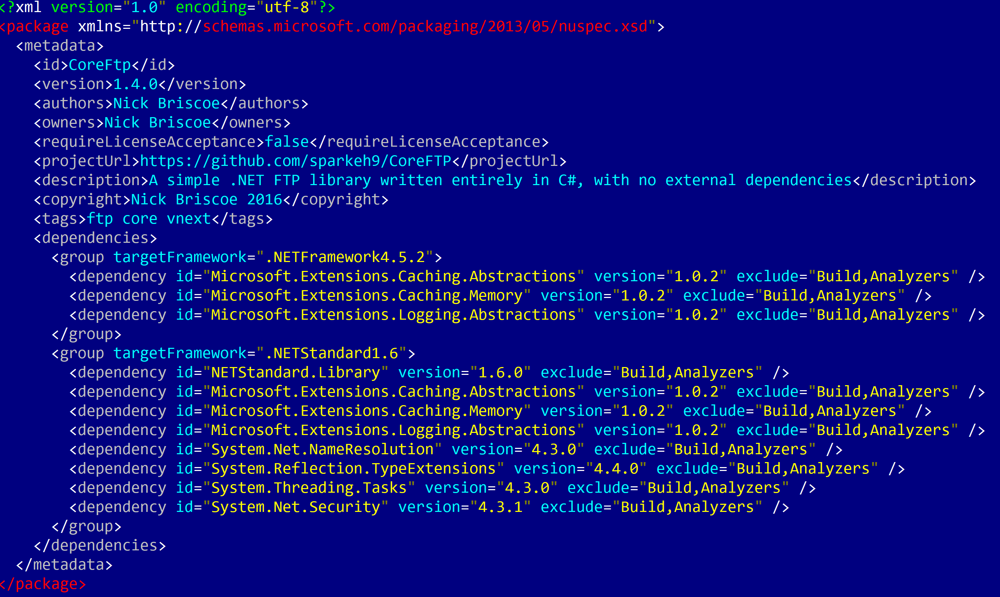 <?xml version="1.0" encoding="utf-8"?>
<package xmlns="http://schemas.microsoft.com/packaging/2013/05/nuspec.xsd">
  <metadata>
    <id>CoreFtp</id>
    <version>1.4.0</version>
    <authors>Nick Briscoe</authors>
    <owners>Nick Briscoe</owners>
    <requireLicenseAcceptance>false</requireLicenseAcceptance>
    <projectUrl>https://github.com/sparkeh9/CoreFTP</projectUrl>
    <description>A simple .NET FTP library written entirely in C#, with no external dependencies</description>
    <copyright>Nick Briscoe 2016</copyright>
    <tags>ftp core vnext</tags>
    <dependencies>
      <group targetFramework=".NETFramework4.5.2">
        <dependency id="Microsoft.Extensions.Caching.Abstractions" version="1.0.2" exclude="Build,Analyzers" />
        <dependency id="Microsoft.Extensions.Caching.Memory" version="1.0.2" exclude="Build,Analyzers" />
        <dependency id="Microsoft.Extensions.Logging.Abstractions" version="1.0.2" exclude="Build,Analyzers" />
      </group>
      <group targetFramework=".NETStandard1.6">
        <dependency id="NETStandard.Library" version="1.6.0" exclude="Build,Analyzers" />
        <dependency id="Microsoft.Extensions.Caching.Abstractions" version="1.0.2" exclude="Build,Analyzers" />
        <dependency id="Microsoft.Extensions.Caching.Memory" version="1.0.2" exclude="Build,Analyzers" />
        <dependency id="Microsoft.Extensions.Logging.Abstractions" version="1.0.2" exclude="Build,Analyzers" />
        <dependency id="System.Net.NameResolution" version="4.3.0" exclude="Build,Analyzers" />
        <dependency id="System.Reflection.TypeExtensions" version="4.4.0" exclude="Build,Analyzers" />
        <dependency id="System.Threading.Tasks" version="4.3.0" exclude="Build,Analyzers" />
        <dependency id="System.Net.Security" version="4.3.1" exclude="Build,Analyzers" />
      </group>
    </dependencies>
  </metadata>
</package>